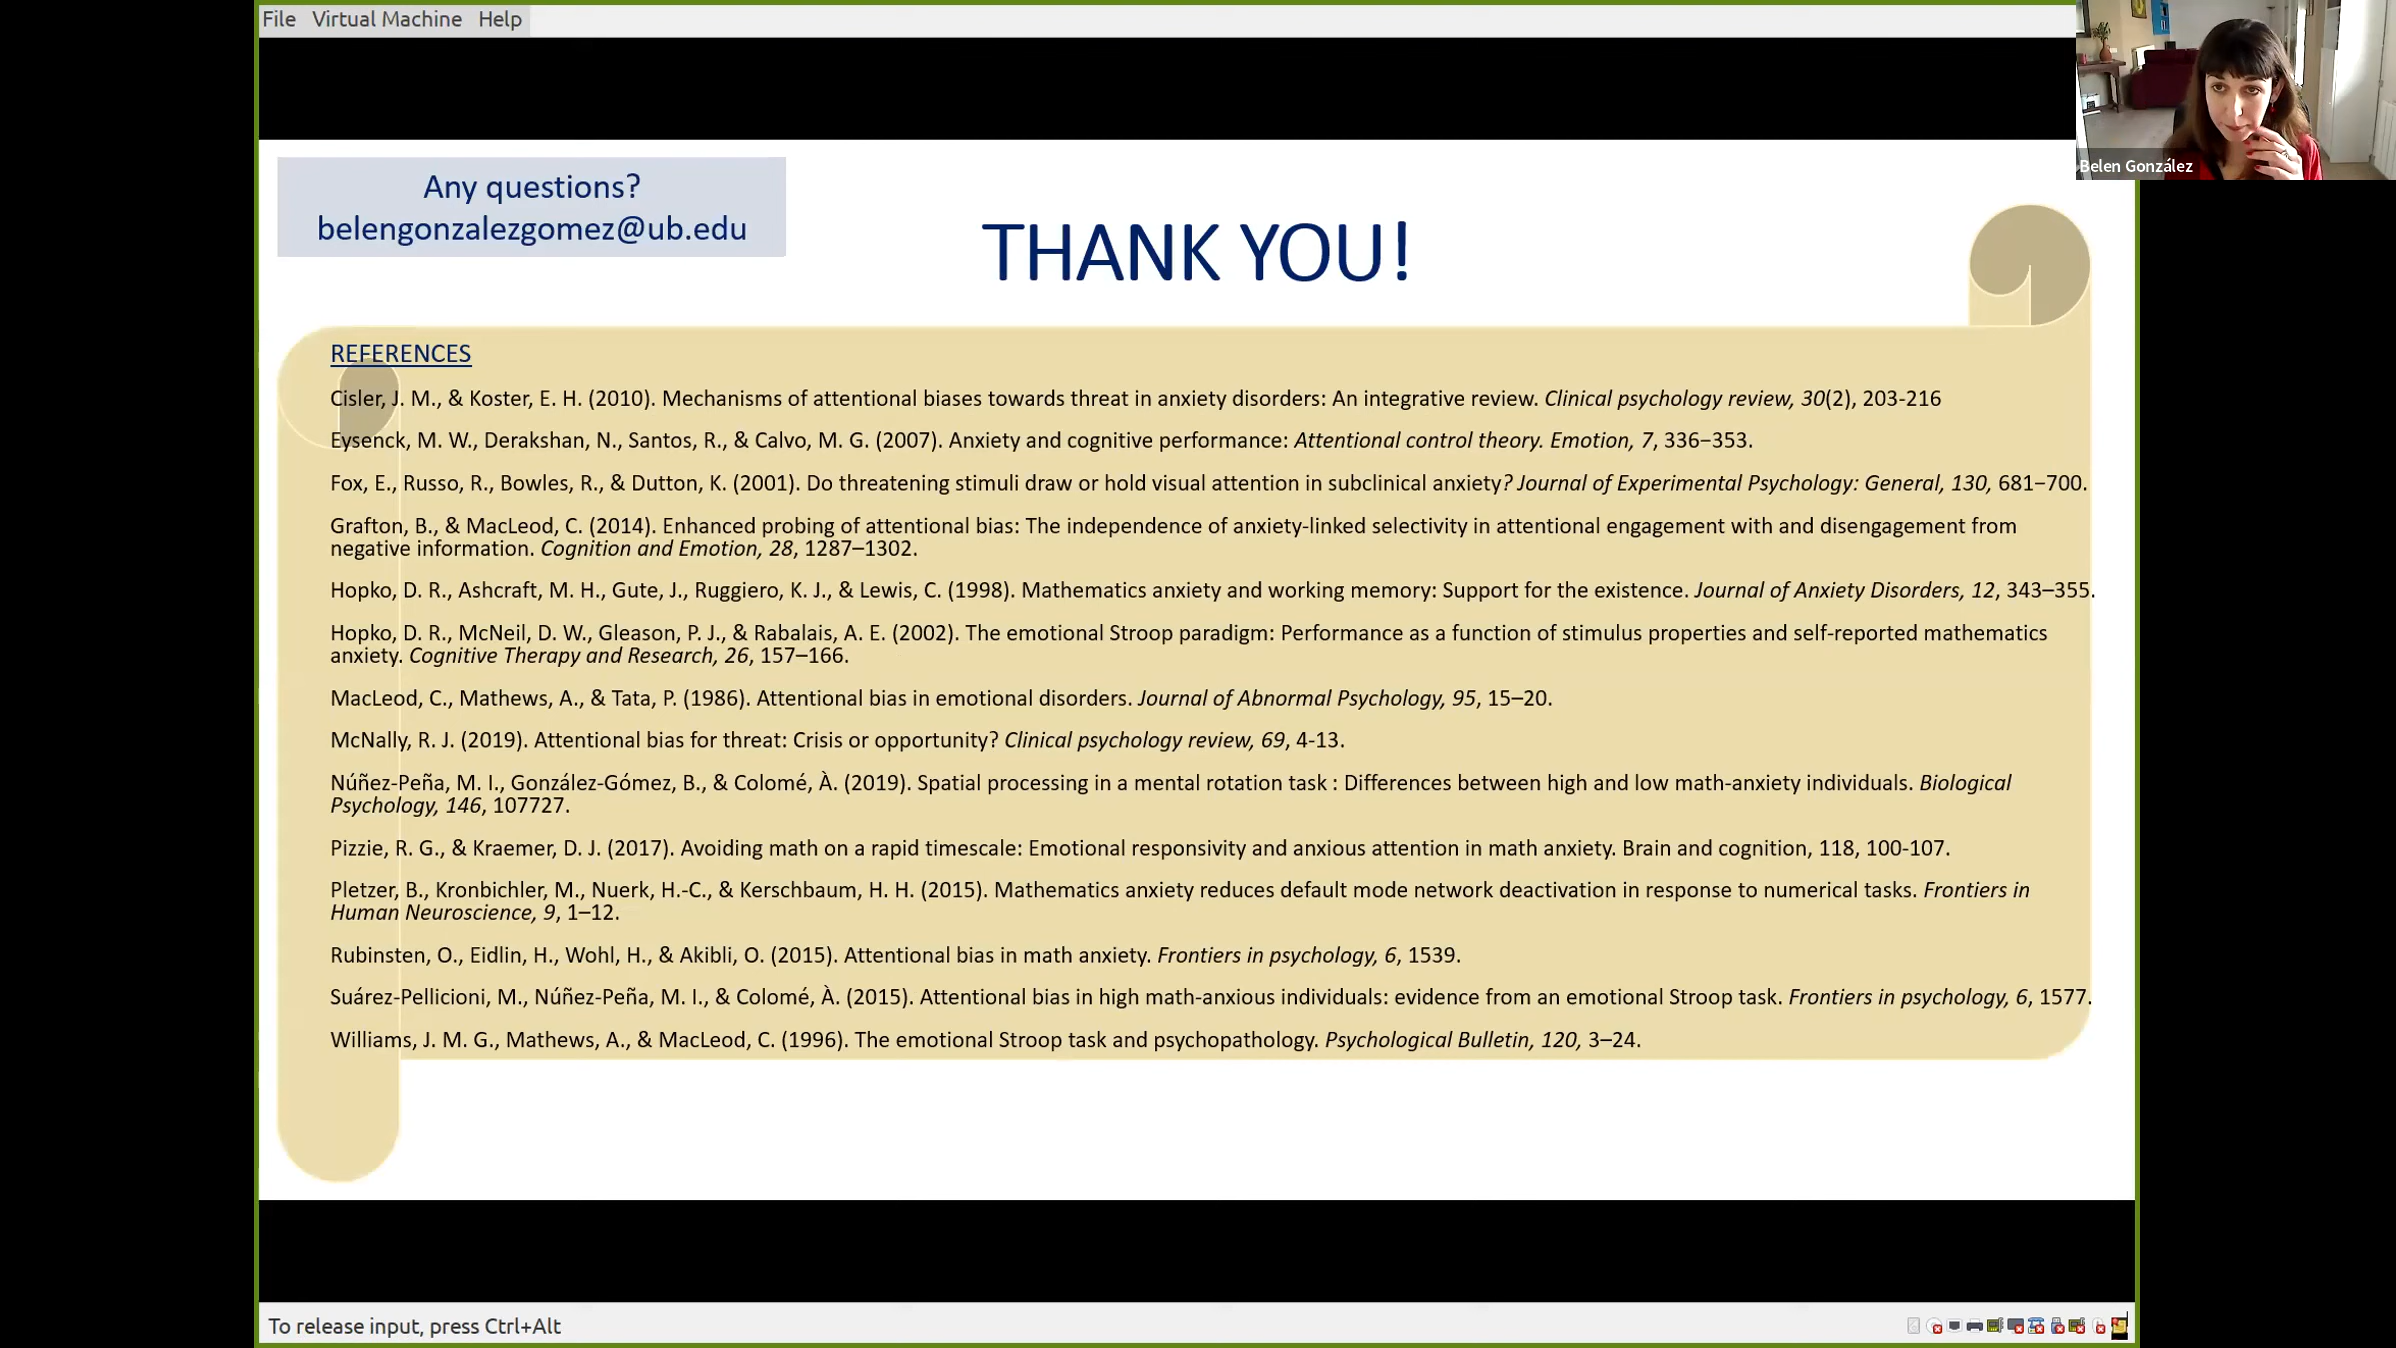 File Virtual Machine Help
Belen González
Any questions?
belengonzalezgomez@ub.edu
THANK YOU!
REFERENCES
Cisler, J. M., & Koster, E. H. (2010). Mechanisms of attentional biases towards threat in anxiety disorders: An integrative review. Clinical psychology review, 30(2), 203-216
Eysenck, M. W., Derakshan, N., Santos, R., & Calvo, M. G. (2007). Anxiety and cognitive performance: Attentional control theory. Emotion, 7, 336−353.
Fox, E., Russo, R., Bowles, R., & Dutton, K. (2001). Do threatening stimuli draw or hold visual attention in subclinical anxiety? Journal of Experimental Psychology: General, 130, 681−700.
Grafton, B., & MacLeod, C. (2014). Enhanced probing of attentional bias: The independence of anxiety-linked selectivity in attentional engagement with and disengagement from
negative information. Cognition and Emotion, 28, 1287–1302.
Hopko, D. R., Ashcraft, M. H., Gute, J., Ruggiero, K. J., & Lewis, C. (1998). Mathematics anxiety and working memory: Support for the existence. Journal of Anxiety Disorders, 12, 343–355.
Hopko, D. R., McNeil, D. W., Gleason, P. J., & Rabalais, A. E. (2002). The emotional Stroop paradigm: Performance as a function of stimulus properties and self-reported mathematics
anxiety. Cognitive Therapy and Research, 26, 157–166.
MacLeod, C., Mathews, A., & Tata, P. (1986). Attentional bias in emotional disorders. Journal of Abnormal Psychology, 95, 15–20.
McNally, R. J. (2019). Attentional bias for threat: Crisis or opportunity? Clinical psychology review, 69, 4-13.
Núñez-Peña, M. I., González-Gómez, B., & Colomé, À. (2019). Spatial processing in a mental rotation task : Differences between high and low math-anxiety individuals. Biological
Psychology, 146, 107727.
Pizzie, R. G., & Kraemer, D. J. (2017). Avoiding math on a rapid timescale: Emotional responsivity and anxious attention in math anxiety. Brain and cognition, 118, 100-107.
Pletzer, B., Kronbichler, M., Nuerk, H.-C., & Kerschbaum, H. H. (2015). Mathematics anxiety reduces default mode network deactivation in response to numerical tasks. Frontiers in
Human Neuroscience, 9, 1–12.
Rubinsten, O., Eidlin, H., Wohl, H., & Akibli, O. (2015). Attentional bias in math anxiety. Frontiers in psychology, 6, 1539.
Suárez-Pellicioni, M., Núñez-Peña, M. I., & Colomé, À. (2015). Attentional bias in high math-anxious individuals: evidence from an emotional Stroop task. Frontiers in psychology, 6, 1577.
Williams, J. M. G., Mathews, A., & MacLeod, C. (1996). The emotional Stroop task and psychopathology. Psychological Bulletin, 120, 3–24.
To release input, press Ctrl+Alt